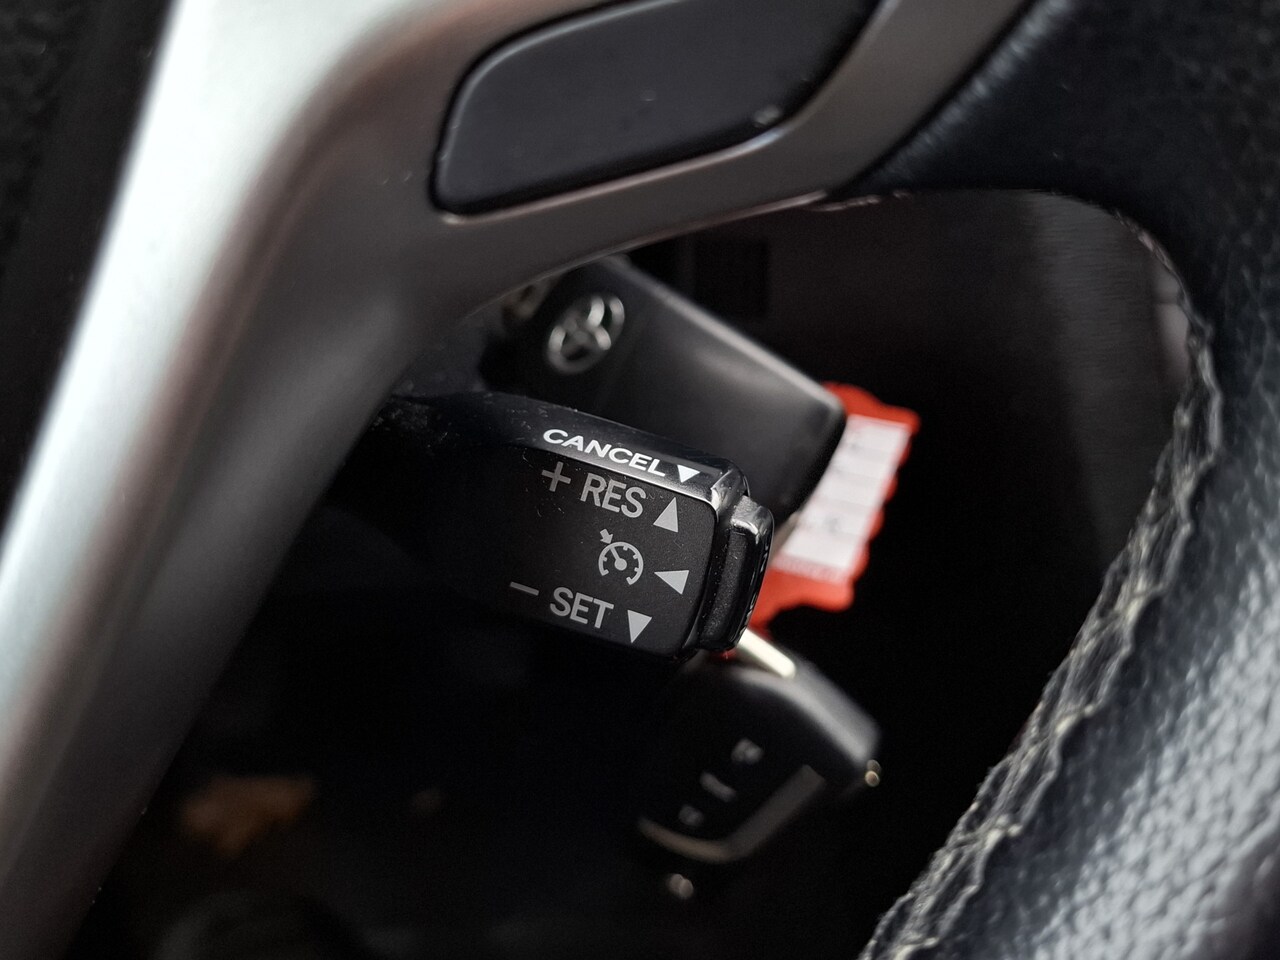 CANCEL ▼
+ RES ▲
◀
− SET ▼